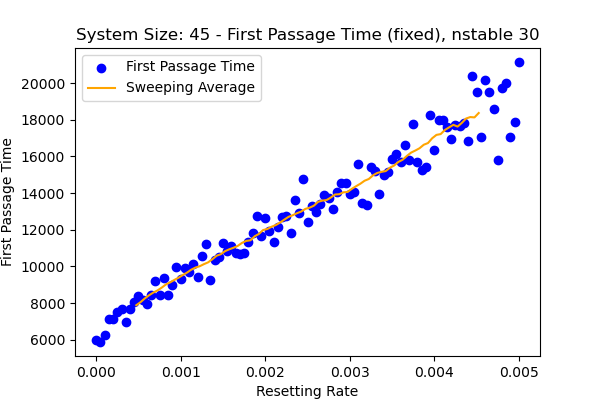 System Size: 45 - First Passage Time (fixed), nstable 30
First Passage Time
Sweeping Average
First Passage Time
20000
18000
16000
14000
12000
10000
8000
6000
0.000
0.001
0.002
0.003
0.004
0.005
Resetting Rate